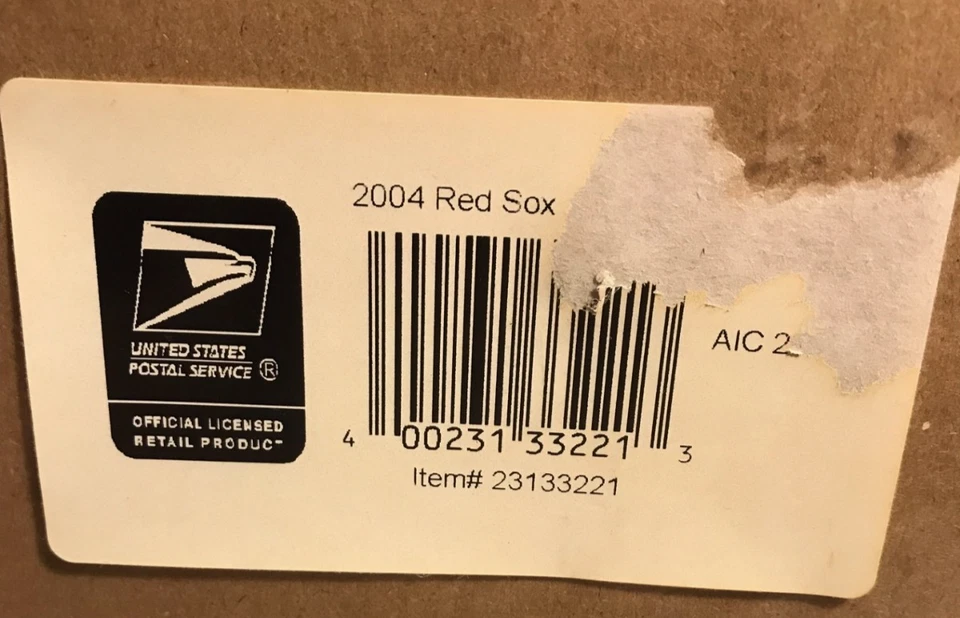 2004 Red Sox
UNITED STATES
POSTAL SERVICE ®
OFFICIAL LICENSED
RETAIL PRODUC
AIC 2
4 00231 33221 3
Item# 23133221